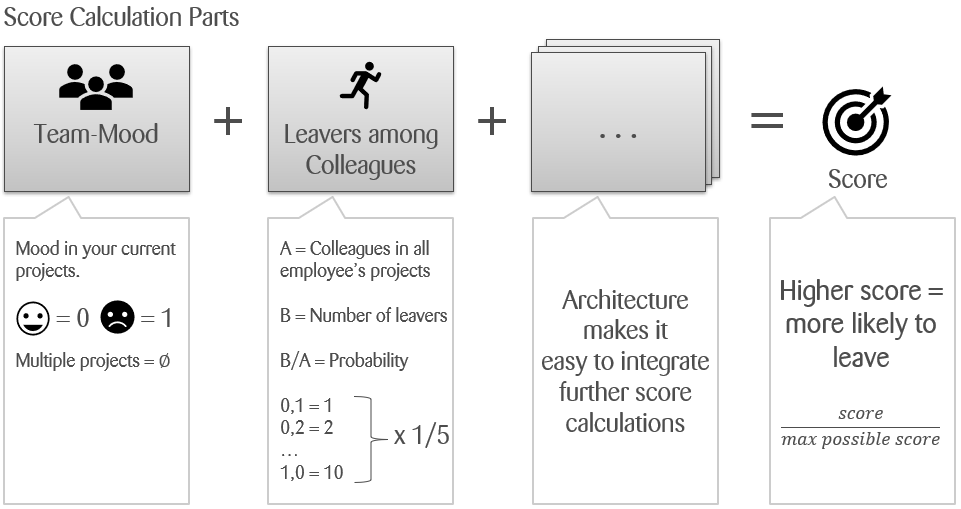 Score Calculation Parts
Team-Mood
+
Leavers among
Colleagues
+
...
=
Score
Mood in your current
projects.
= 0 = 1
Multiple projects = Ø
A = Colleagues in all
employee's projects
B = Number of leavers
B/A = Probability
0,1 = 1
0,2 = 2
...
1,0 = 10
x 1/5
Architecture
makes it
easy to integrate
further score
calculations
Higher score =
more likely to
leave
score
max possible score